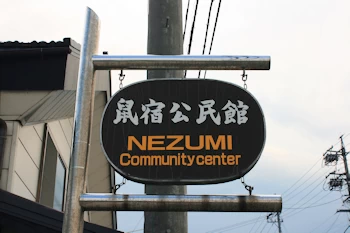 鼠宿公民館
NEZUMI
Community center